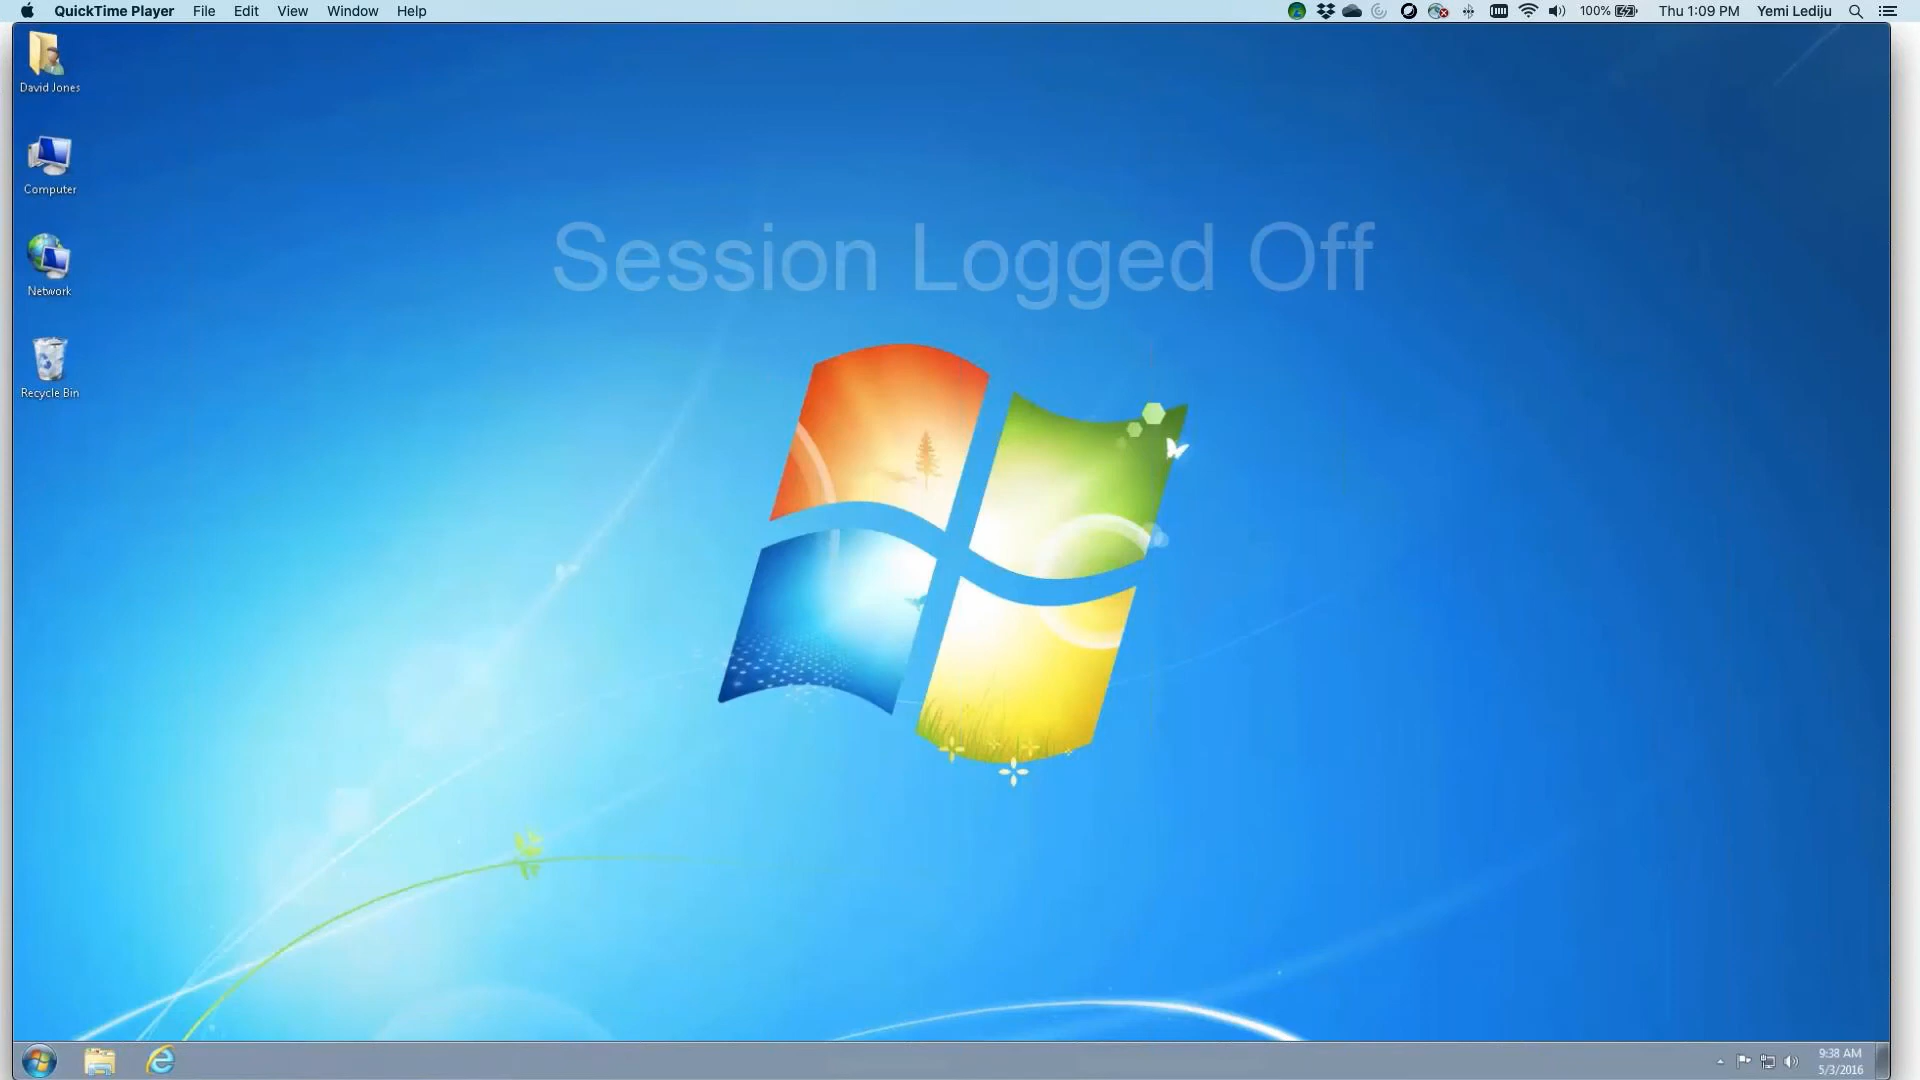 QuickTime Player File Edit View Window Help 100% Thu 1:09 PM Yemi Lediju
David Jones
Computer
Network
Recycle Bin
Session Logged Off
9:38 AM
5/3/2016